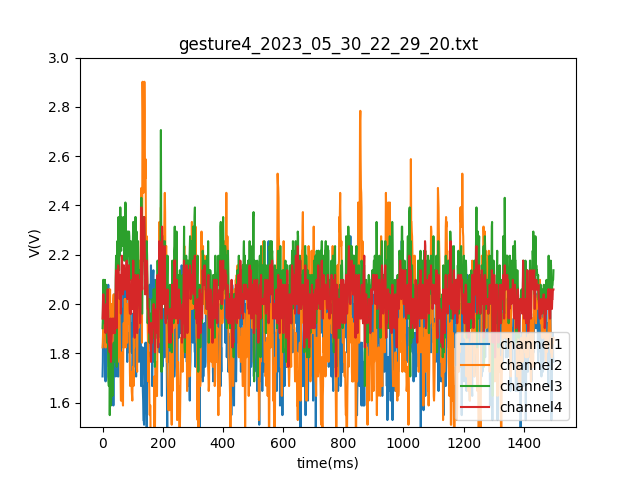 gesture4_2023_05_30_22_29_20.txt
3.0
2.8
2.6
2.4
2.2
2.0
1.8
1.6
V(V)
channel1
channel2
channel3
channel4
0 200 400 600 800 1000 1200 1400
time(ms)